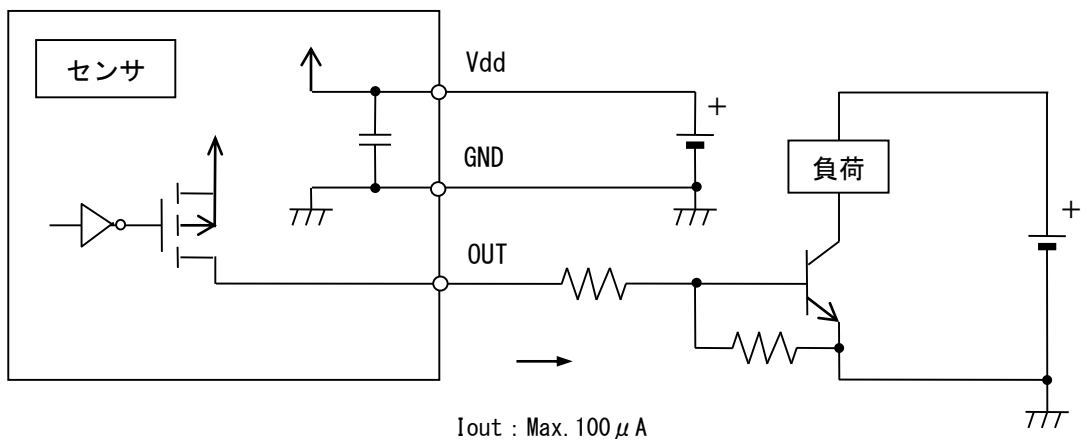 センサ
Vdd
+
GND
負荷
+
OUT
Iout : Max. 100μA